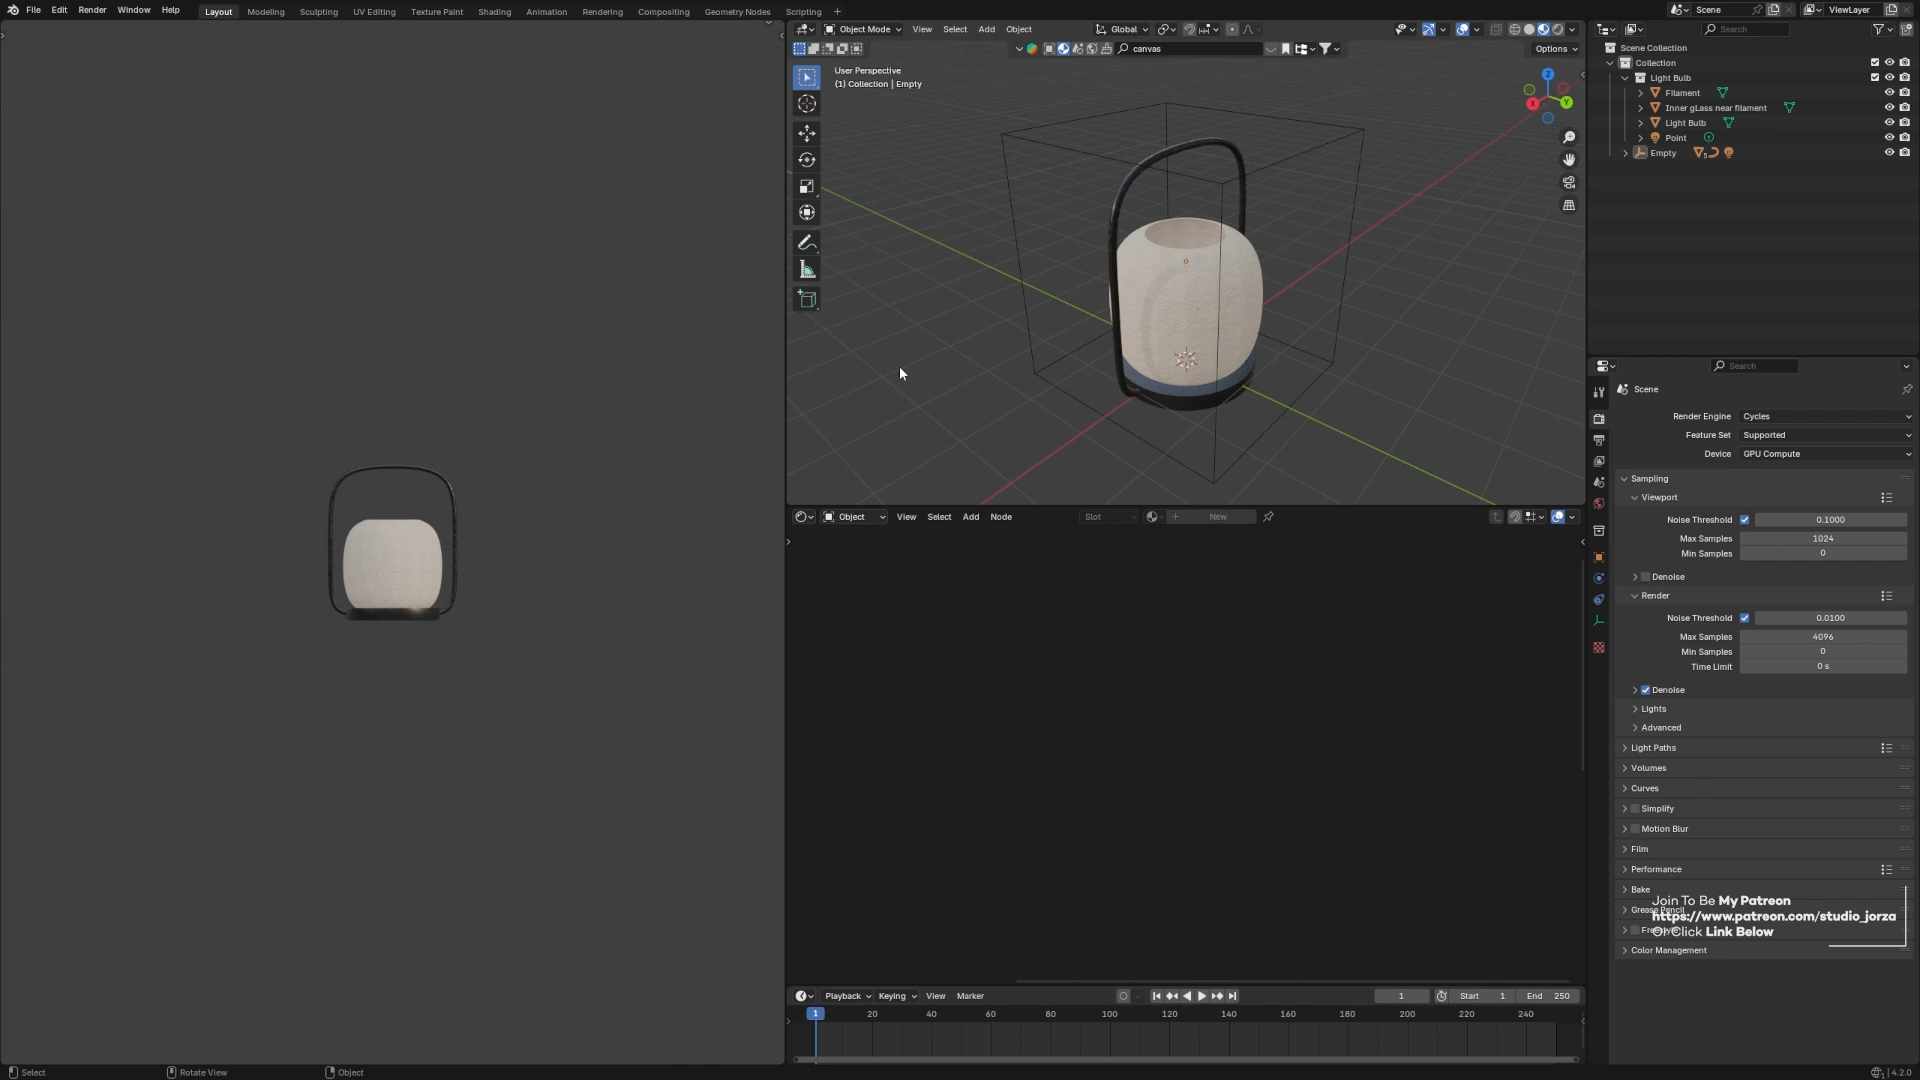 File Edit Render Window Help Layout Modeling Sculpting UV Editing Texture Paint Shading Animation Rendering Compositing Geometry Nodes Scripting + Scene ViewLayer
Object Mode View Select Add Object Global Search
canvas Options
User Perspective
(1) Collection | Empty
Scene Collection
Collection
Light Bulb
Filament
Inner gLass near filament
Light Bulb
Point
Empty
Z
X
Y
Search
Scene
Render Engine Cycles
Feature Set Supported
Device GPU Compute
Sampling
Viewport
Noise Threshold 0.1000
Max Samples 1024
Min Samples 0
Denoise
Render
Noise Threshold 0.0100
Max Samples 4096
Min Samples 0
Time Limit 0 s
Denoise
Lights
Advanced
Light Paths
Volumes
Curves
Simplify
Motion Blur
Film
Performance
Bake
Join To Be My Patreon
Grease Pencil
https://www.patreon.com/studio_jorza
Or Click Link Below
Color Management
Object View Select Add Node Slot New
Playback Keying View Marker 1 Start 1 End 250
1 20 40 60 80 100 120 140 160 180 200 220 240
Select Rotate View Object 4.2.0